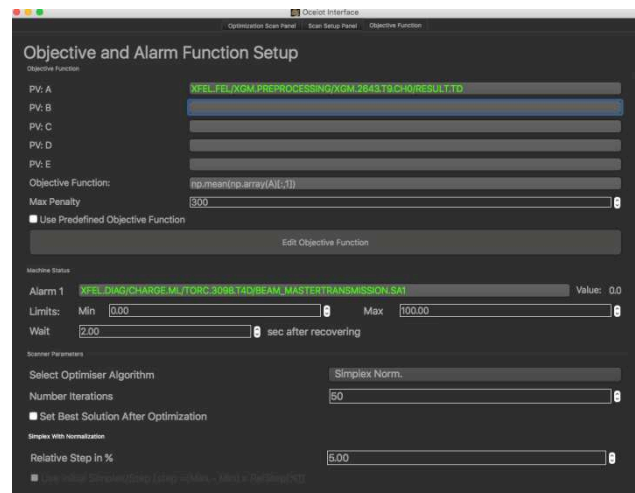 Ocelot Interface
Optimization Scan Panel Scan Setup Panel Objective Function
Objective and Alarm Function Setup
Objective Function
PV: A XFEL.FEL/XGM.PREPROCESSING/XGM.2643.T9.CH0/RESULT.TD
PV: B
PV: C
PV: D
PV: E
Objective Function: np.mean(np.array(A)[:,1])
Max Penalty 300
Use Predefined Objective Function
Edit Objective Function
Machine Status
Alarm 1 XFEL.DIAG/CHARGE.ML/TORC.3098.T4D/BEAM_MASTERTRANSMISSION.SA1 Value: 0.0
Limits: Min 0.00 Max 100.00
Wait 2.00 sec after recovering
Scanner Parameters
Select Optimiser Algorithm Simplex Norm.
Number Iterations 50
Set Best Solution After Optimization
Simplex With Normalization
Relative Step in % 5.00